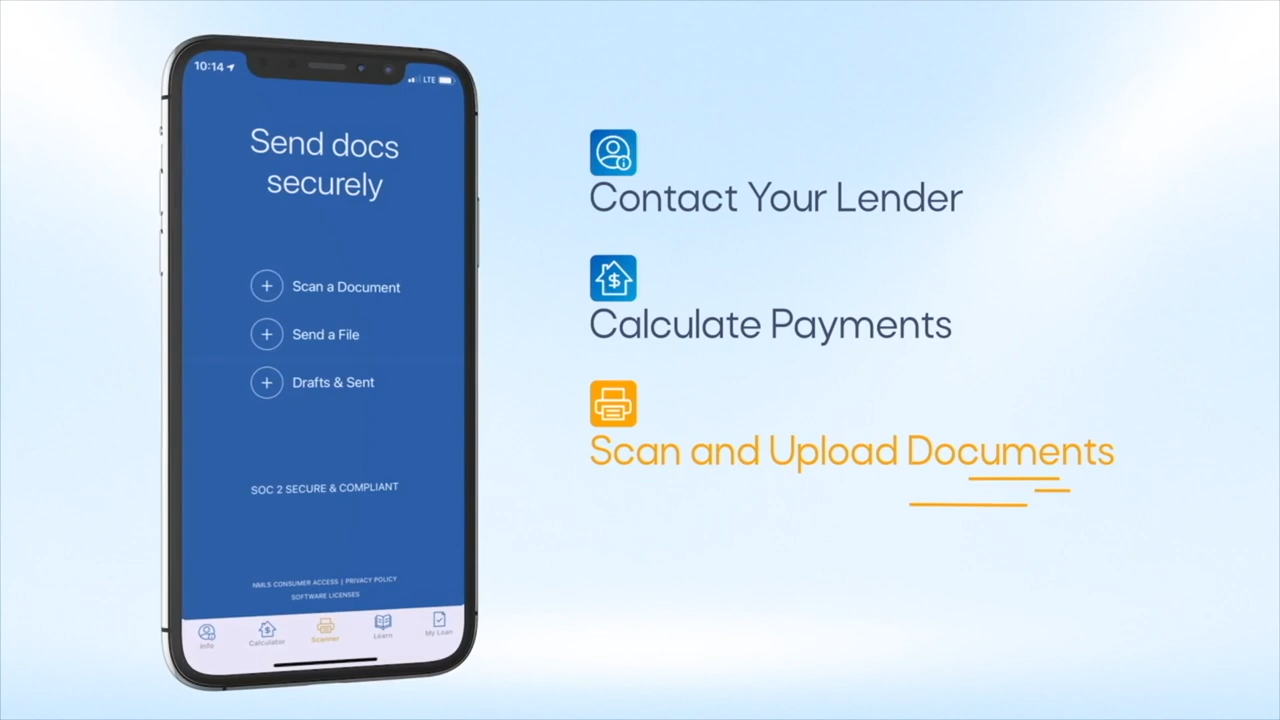 10:14
LTE
Send docs
securely
Scan a Document
Send a File
Drafts & Sent
SOC 2 SECURE & COMPLIANT
NMLS CONSUMER ACCESS | PRIVACY POLICY
SOFTWARE LICENSES
Info
Calculator
Scanner
Learn
My Loan
Contact Your Lender
Calculate Payments
Scan and Upload Documents